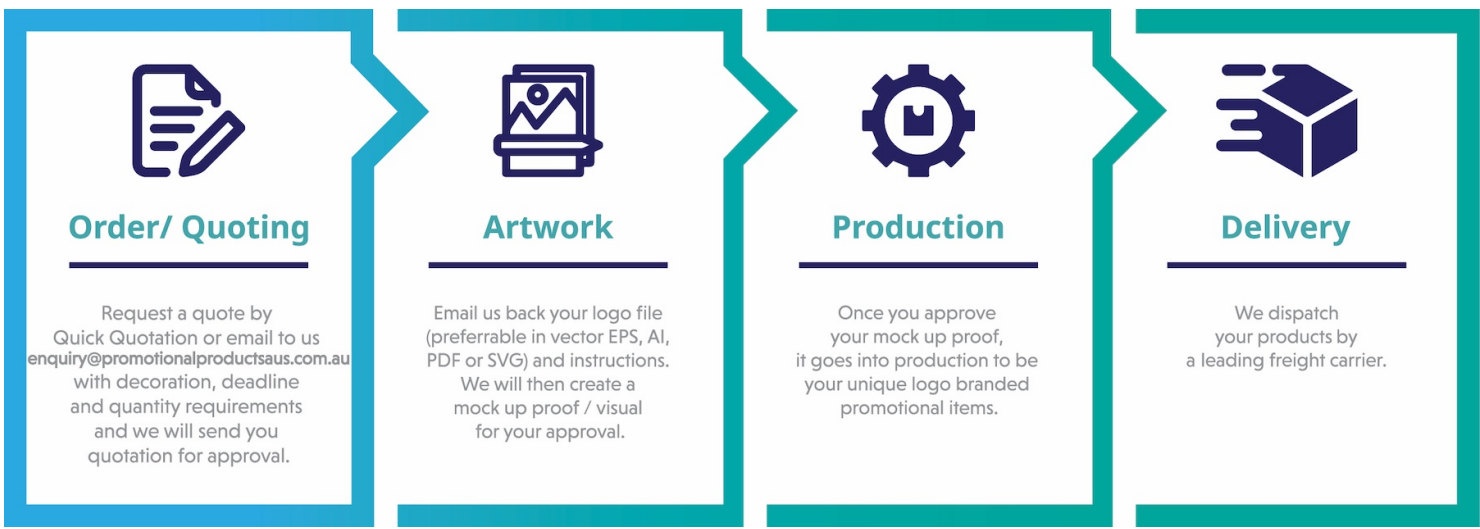 Order/ Quoting
Request a quote by
Quick Quotation or email to us
enquiry@promotionalproductsaus.com.au
with decoration, deadline
and quantity requirements
and we will send you
quotation for approval.
Artwork
Email us back your logo file
(preferrable in vector EPS, AI,
PDF or SVG) and instructions.
We will then create a
mock up proof / visual
for your approval.
Production
Once you approve
your mock up proof,
it goes into production to be
your unique logo branded
promotional items.
Delivery
We dispatch
your products by
a leading freight carrier.